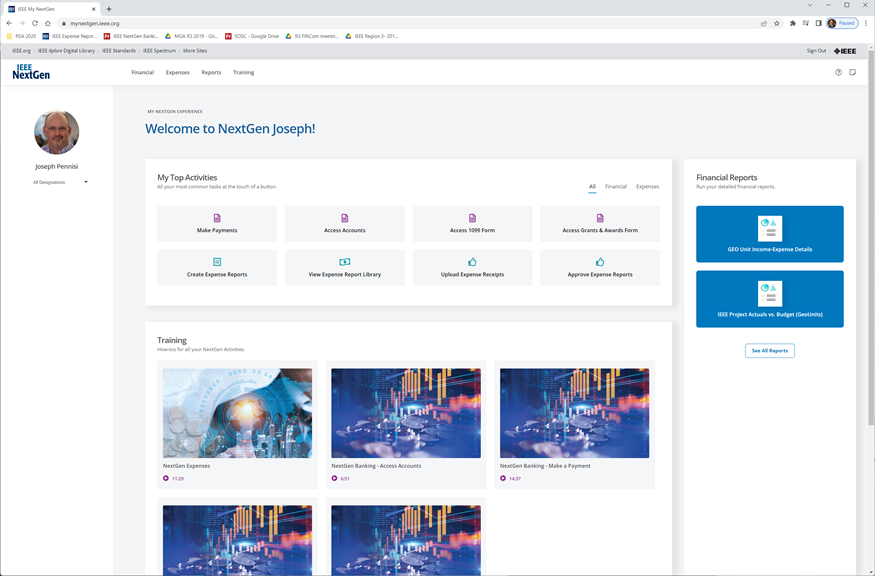 IEEE My NextGen
mynextgen.ieee.org
Paused
RSA 2020
IEEE Expense Repor...
IEEE NextGen Banki...
MGA R3 2018 - Go...
SOSC - Google Drive
R3 FINCom meetin...
IEEE Region 3- 201...
IEEE.org | IEEE Xplore Digital Library | IEEE Standards | IEEE Spectrum | More Sites
Sign Out | IEEE
IEEE
NextGen
Financial Expenses Reports Training
Joseph Pennisi
All Designations
MY NEXTGEN EXPERIENCE
Welcome to NextGen Joseph!
My Top Activities
All your most common tasks at the touch of a button.
All Financial Expenses
Make Payments
Access Accounts
Access 1099 Form
Access Grants & Awards Form
Create Expense Reports
View Expense Report Library
Upload Expense Receipts
Approve Expense Reports
Financial Reports
Run your detailed financial reports.
GEO Unit Income-Expense Details
IEEE Project Actuals vs. Budget (GeoUnits)
See All Reports
Training
How-tos for all your NextGen Activities.
NextGen Expenses
11:29
NextGen Banking - Access Accounts
6:51
NextGen Banking - Make a Payment
14:37